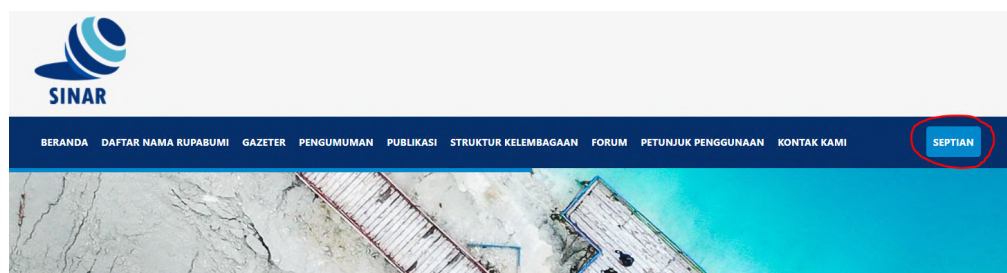 SINAR
BERANDA DAFTAR NAMA RUPABUMI GAZETER PENGUMUMAN PUBLIKASI STRUKTUR KELEMBAGAAN FORUM PETUNJUK PENGGUNAAN KONTAK KAMI SEPTIAN